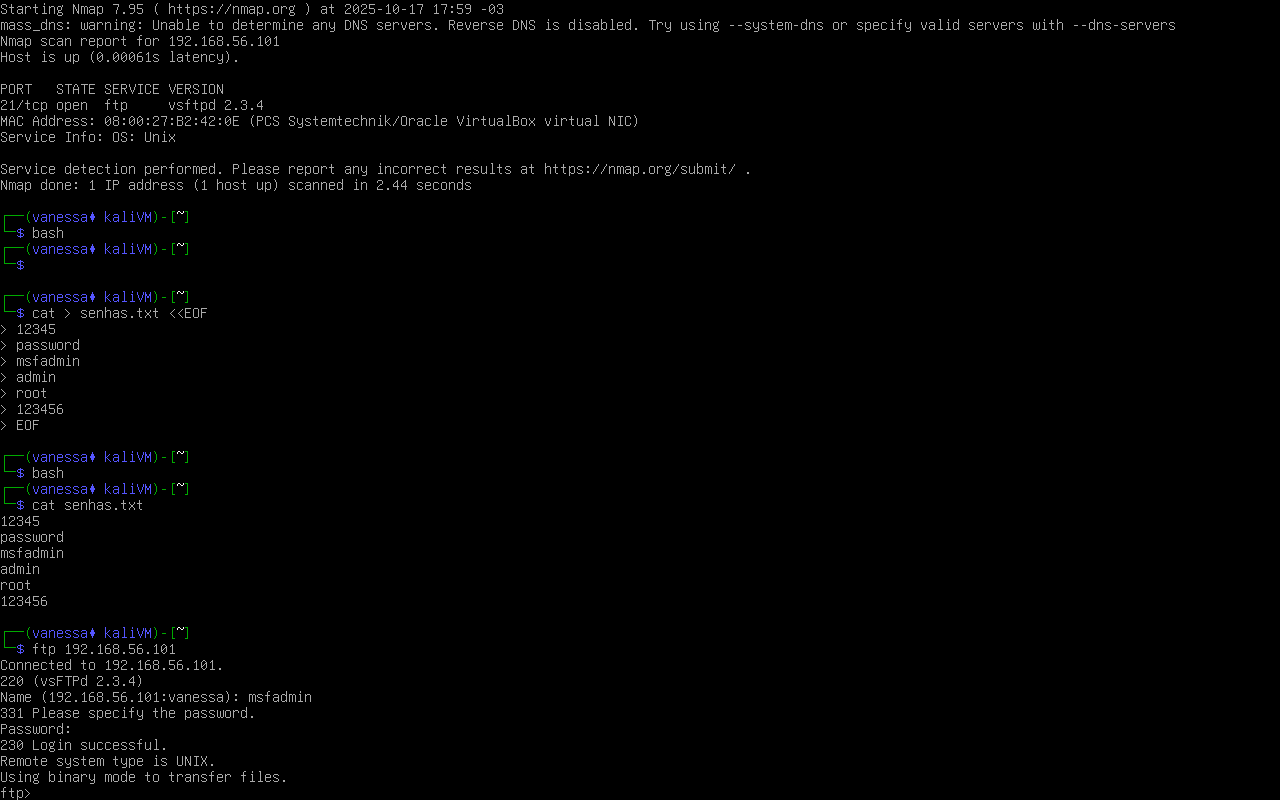 Starting Nmap 7.95 ( https://nmap.org ) at 2025-10-17 17:59 -03
mass_dns: warning: Unable to determine any DNS servers. Reverse DNS is disabled. Try using --system-dns or specify valid servers with --dns-servers
Nmap scan report for 192.168.56.101
Host is up (0.00061s latency).
PORT   STATE SERVICE VERSION
21/tcp open  ftp     vsftpd 2.3.4
MAC Address: 08:00:27:B2:42:0E (PCS Systemtechnik/Oracle VirtualBox virtual NIC)
Service Info: OS: Unix
Service detection performed. Please report any incorrect results at https://nmap.org/submit/ .
Nmap done: 1 IP address (1 host up) scanned in 2.44 seconds
┌──(vanessa♦ kaliVM)-[~]
└─$ bash
┌──(vanessa♦ kaliVM)-[~]
└─$
┌──(vanessa♦ kaliVM)-[~]
└─$ cat > senhas.txt <<EOF
> 12345
> password
> msfadmin
> admin
> root
> 123456
> EOF
┌──(vanessa♦ kaliVM)-[~]
└─$ bash
┌──(vanessa♦ kaliVM)-[~]
└─$ cat senhas.txt
12345
password
msfadmin
admin
root
123456
┌──(vanessa♦ kaliVM)-[~]
└─$ ftp 192.168.56.101
Connected to 192.168.56.101.
220 (vsFTPd 2.3.4)
Name (192.168.56.101:vanessa): msfadmin
331 Please specify the password.
Password:
230 Login successful.
Remote system type is UNIX.
Using binary mode to transfer files.
ftp>